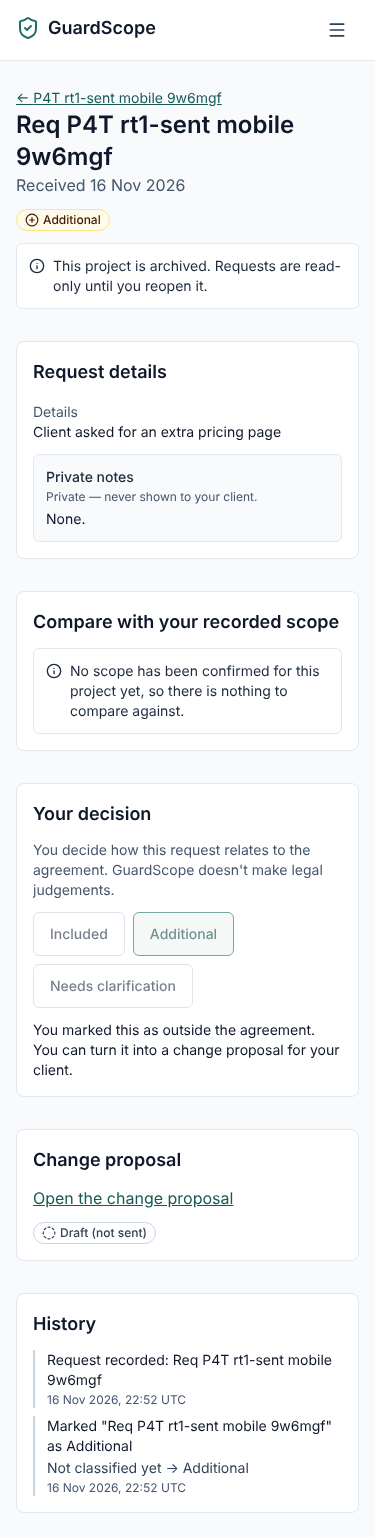 GuardScope
← P4T rt1-sent mobile 9w6mgf
Req P4T rt1-sent mobile
9w6mgf
Received 16 Nov 2026
Additional
This project is archived. Requests are read-
only until you reopen it.
Request details
Details
Client asked for an extra pricing page
Private notes
Private — never shown to your client.
None.
Compare with your recorded scope
No scope has been confirmed for this
project yet, so there is nothing to
compare against.
Your decision
You decide how this request relates to the
agreement. GuardScope doesn't make legal
judgements.
Included
Additional
Needs clarification
You marked this as outside the agreement.
You can turn it into a change proposal for your
client.
Change proposal
Open the change proposal
Draft (not sent)
History
Request recorded: Req P4T rt1-sent mobile
9w6mgf
16 Nov 2026, 22:52 UTC
Marked "Req P4T rt1-sent mobile 9w6mgf"
as Additional
Not classified yet → Additional
16 Nov 2026, 22:52 UTC